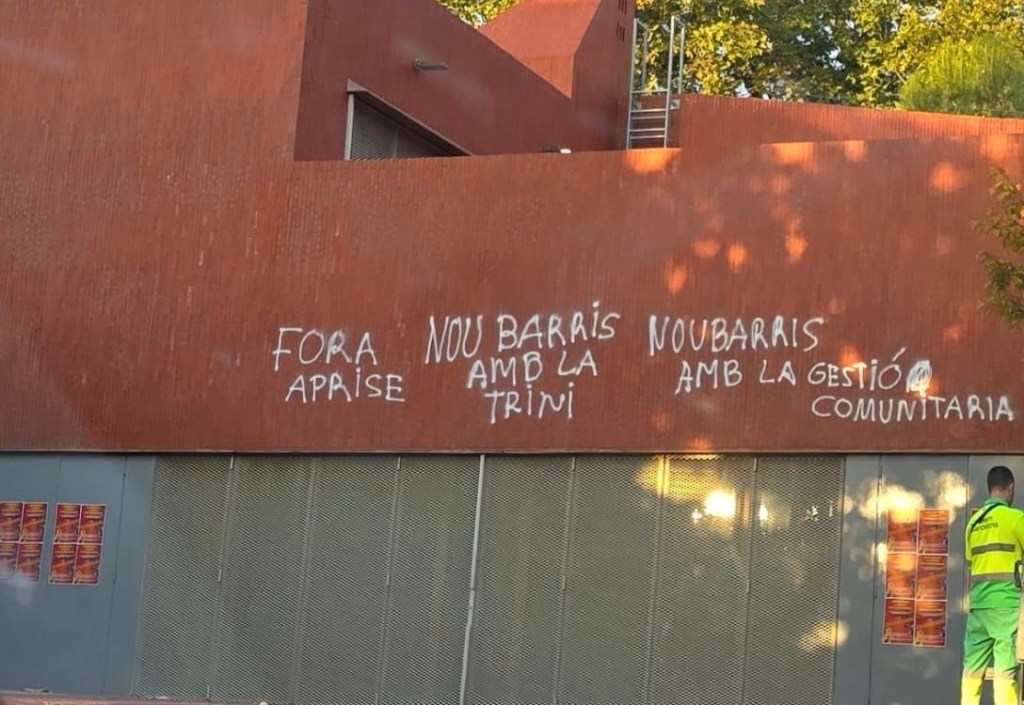 FORA
APRISE
NOU BARRIS
AMB LA
TRINI
NOUBARRIS
AMB LA GESTIÓ
COMUNITARIA